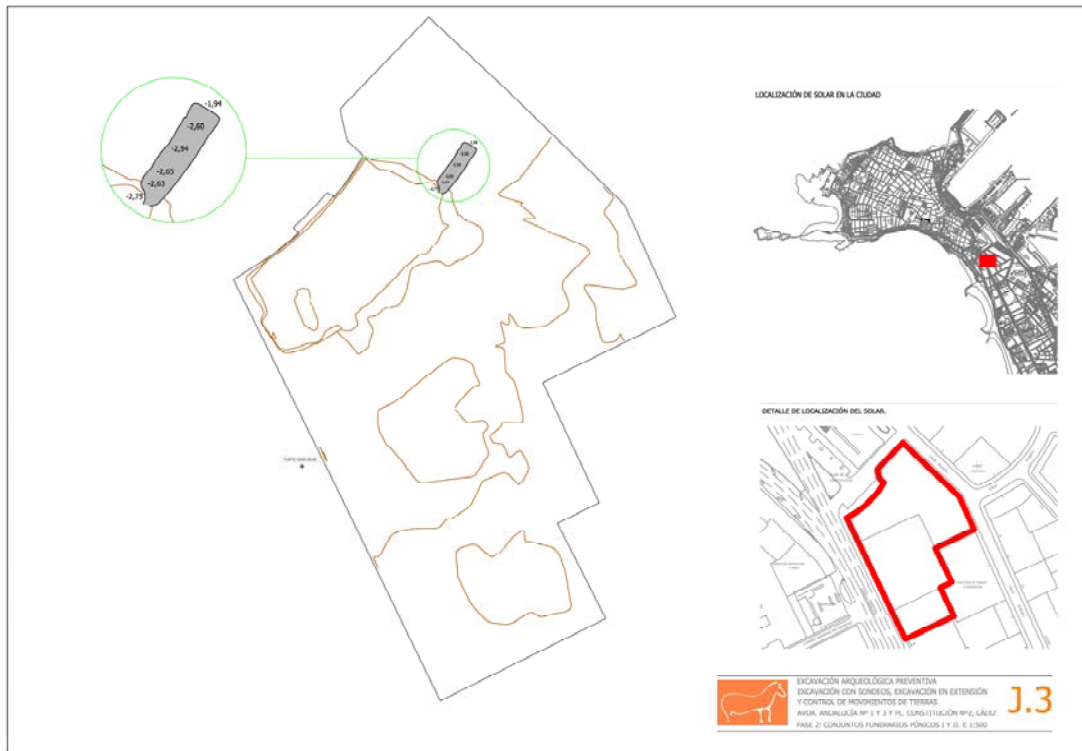 -1,94
-2,60
-2,94
-2,65
-2,63
-2,75
LOCALIZACIÓN DE SOLAR EN LA CIUDAD
DETALLE DE LOCALIZACIÓN DEL SOLAR.
EXCAVACIÓN ARQUEOLÓGICA PREVENTIVA
EXCAVACIÓN CON SONDEOS, EXCAVACIÓN EN EXTENSIÓN
Y CONTROL DE MOVIMIENTOS DE TIERRAS
AVDA. ANDALUCÍA Nº 1 Y 3 Y PL. CONSTITUCIÓN Nº2, CÁDIZ
FASE 2: CONJUNTOS FUNERARIOS PÚNICOS I Y II. E 1:500
J.3